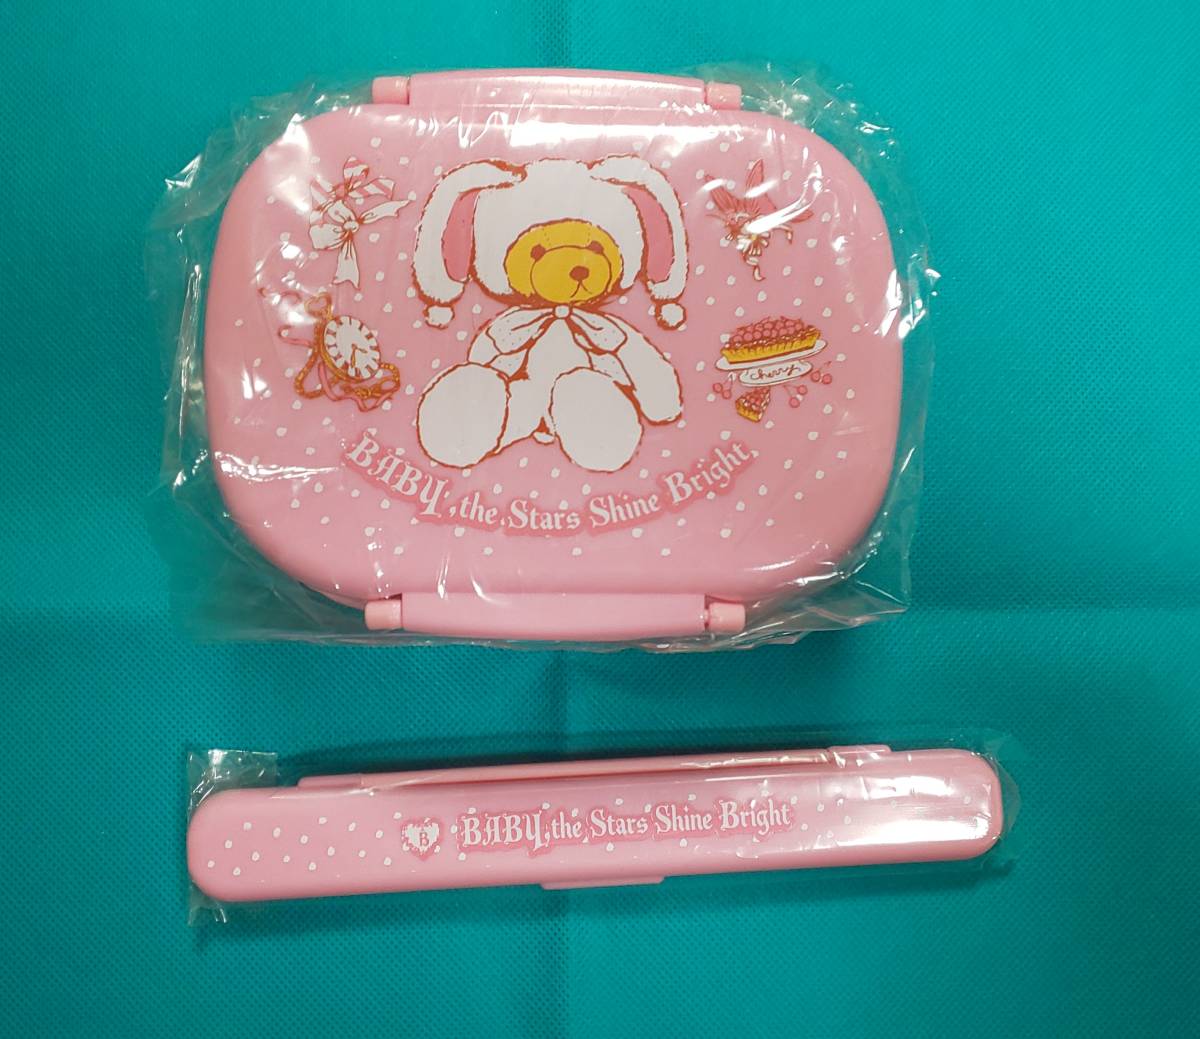 cherry
BABY, the Stars Shine Bright
B
BABY, the Stars Shine Bright